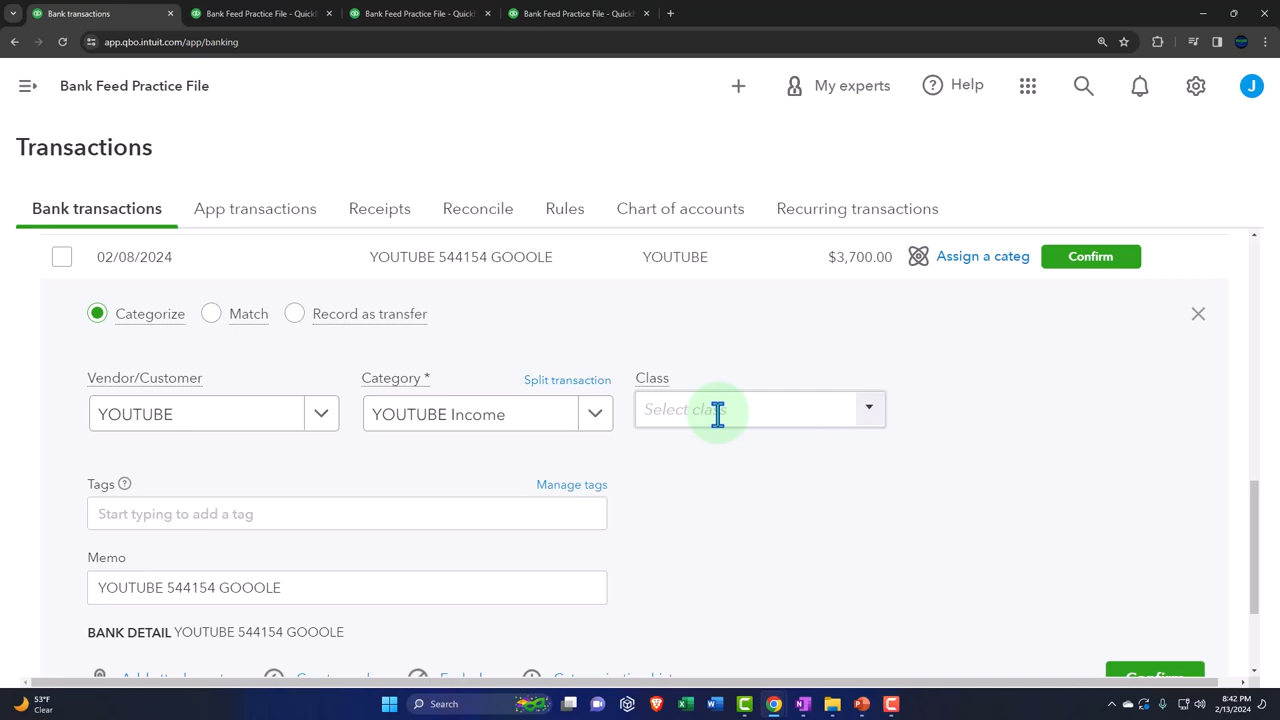 Bank transactions
Bank Feed Practice File - Quick
Bank Feed Practice File - Quick
Bank Feed Practice File - Quick
app.qbo.intuit.com/app/banking
Bank Feed Practice File
My experts
Help
J
Transactions
Bank transactions
App transactions
Receipts
Reconcile
Rules
Chart of accounts
Recurring transactions
02/08/2024
YOUTUBE 544154 GOOOLE
YOUTUBE
$3,700.00
Assign a categ
Confirm
Categorize
Match
Record as transfer
Vendor/Customer
Category *
Split transaction
Class
YOUTUBE
YOUTUBE Income
Select class
Tags
Manage tags
Start typing to add a tag
Memo
YOUTUBE 544154 GOOOLE
BANK DETAIL YOUTUBE 544154 GOOOLE
Confirm
53°F
Clear
Search
8:42 PM
2/13/2024